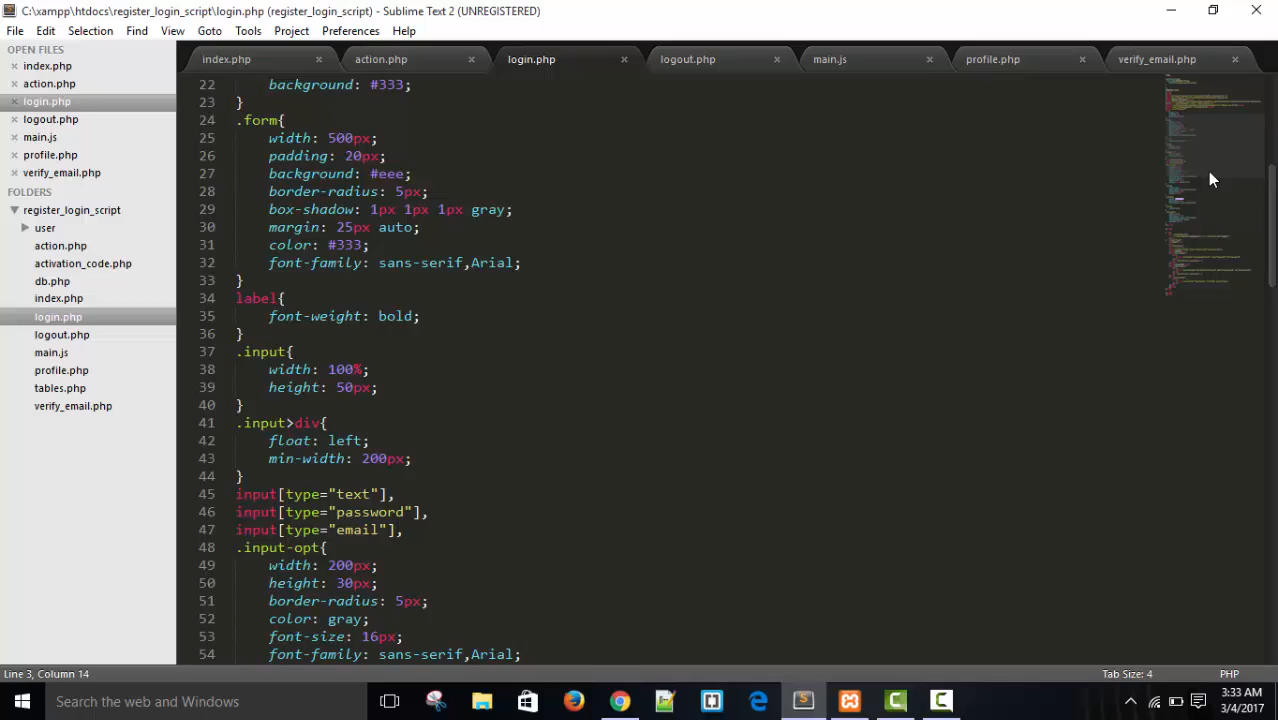 C:\xampp\htdocs\register_login_script\login.php (register_login_script) - Sublime Text 2 (UNREGISTERED)
File Edit Selection Find View Goto Tools Project Preferences Help
OPEN FILES
index.php
action.php
login.php
logout.php
main.js
profile.php
verify_email.php
FOLDERS
register_login_script
user
action.php
activation_code.php
db.php
index.php
login.php
logout.php
main.js
profile.php
tables.php
verify_email.php
index.php action.php login.php logout.php main.js profile.php verify_email.php
22 background: #333;
23 }
24 .form{
25 width: 500px;
26 padding: 20px;
27 background: #eee;
28 border-radius: 5px;
29 box-shadow: 1px 1px 1px gray;
30 margin: 25px auto;
31 color: #333;
32 font-family: sans-serif,Arial;
33 }
34 label{
35 font-weight: bold;
36 }
37 .input{
38 width: 100%;
39 height: 50px;
40 }
41 .input>div{
42 float: left;
43 min-width: 200px;
44 }
45 input[type="text"],
46 input[type="password"],
47 input[type="email"],
48 .input-opt{
49 width: 200px;
50 height: 30px;
51 border-radius: 5px;
52 color: gray;
53 font-size: 16px;
54 font-family: sans-serif,Arial;
Line 3, Column 14
Tab Size: 4
PHP
Search the web and Windows
3:33 AM
3/4/2017